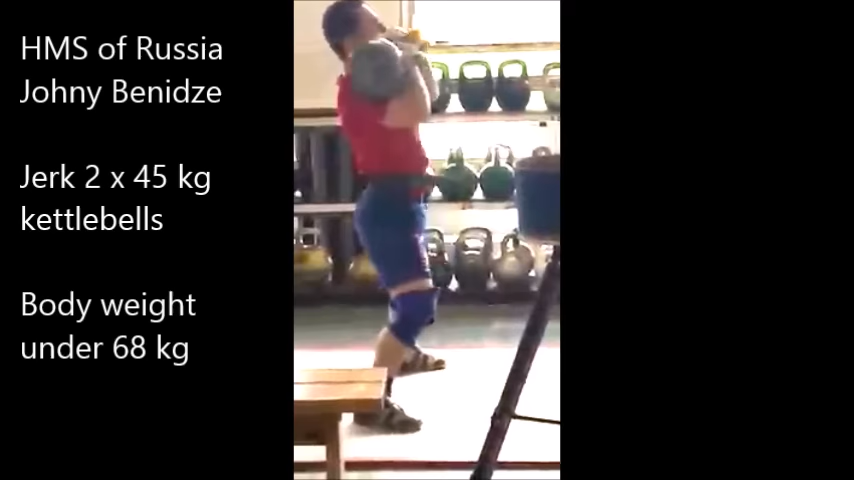 HMS of Russia
Johny Benidze
Jerk 2 x 45 kg
kettlebells
Body weight
under 68 kg